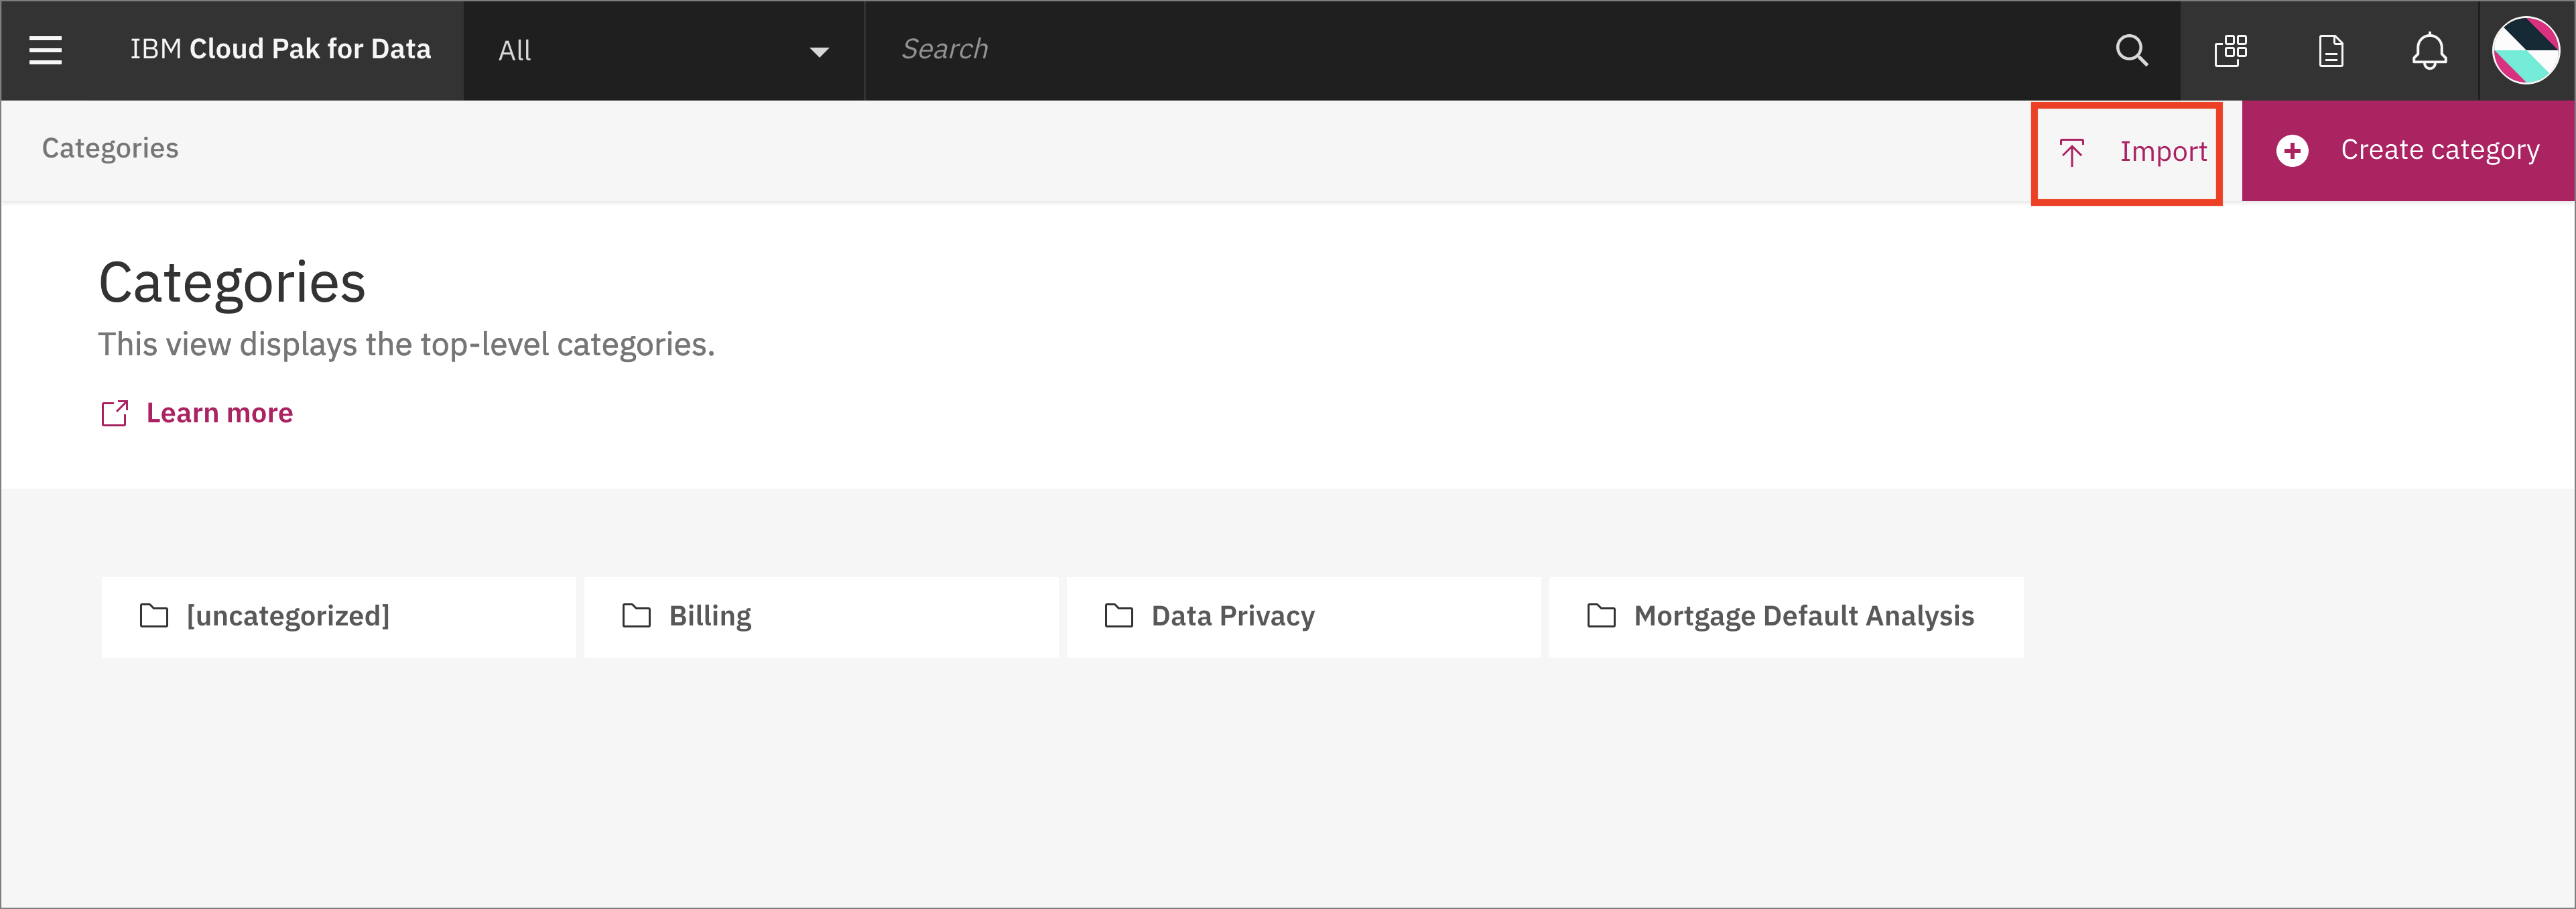 IBM Cloud Pak for Data
All
Search
Categories
Import
Create category
Categories
This view displays the top-level categories.
Learn more
[uncategorized]
Billing
Data Privacy
Mortgage Default Analysis